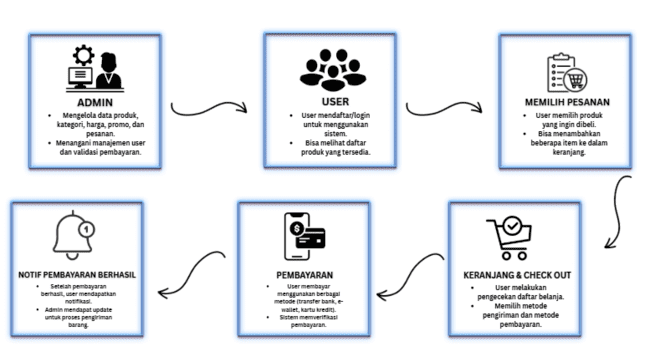 ADMIN
• Mengelola data produk,
kategori, harga, promo, dan
pesanan.
• Menangani manajemen user
dan validasi pembayaran.
USER
• User mendaftar/login
untuk menggunakan
sistem.
• Bisa melihat daftar
produk yang tersedia.
MEMILIH PESANAN
• User memilih produk
yang ingin dibeli.
• Bisa menambahkan
beberapa item ke dalam
keranjang.
1
NOTIF PEMBAYARAN BERHASIL
• Setelah pembayaran
berhasil, user mendapatkan
notifikasi.
• Admin mendapat update
untuk proses pengiriman
barang.
$
PEMBAYARAN
• User membayar
menggunakan berbagai
metode (transfer bank, e-
wallet, kartu kredit).
• Sistem memverifikasi
pembayaran.
KERANJANG & CHECK OUT
• User melakukan
pengecekan daftar belanja.
• Memilih metode
pengiriman dan metode
pembayaran.